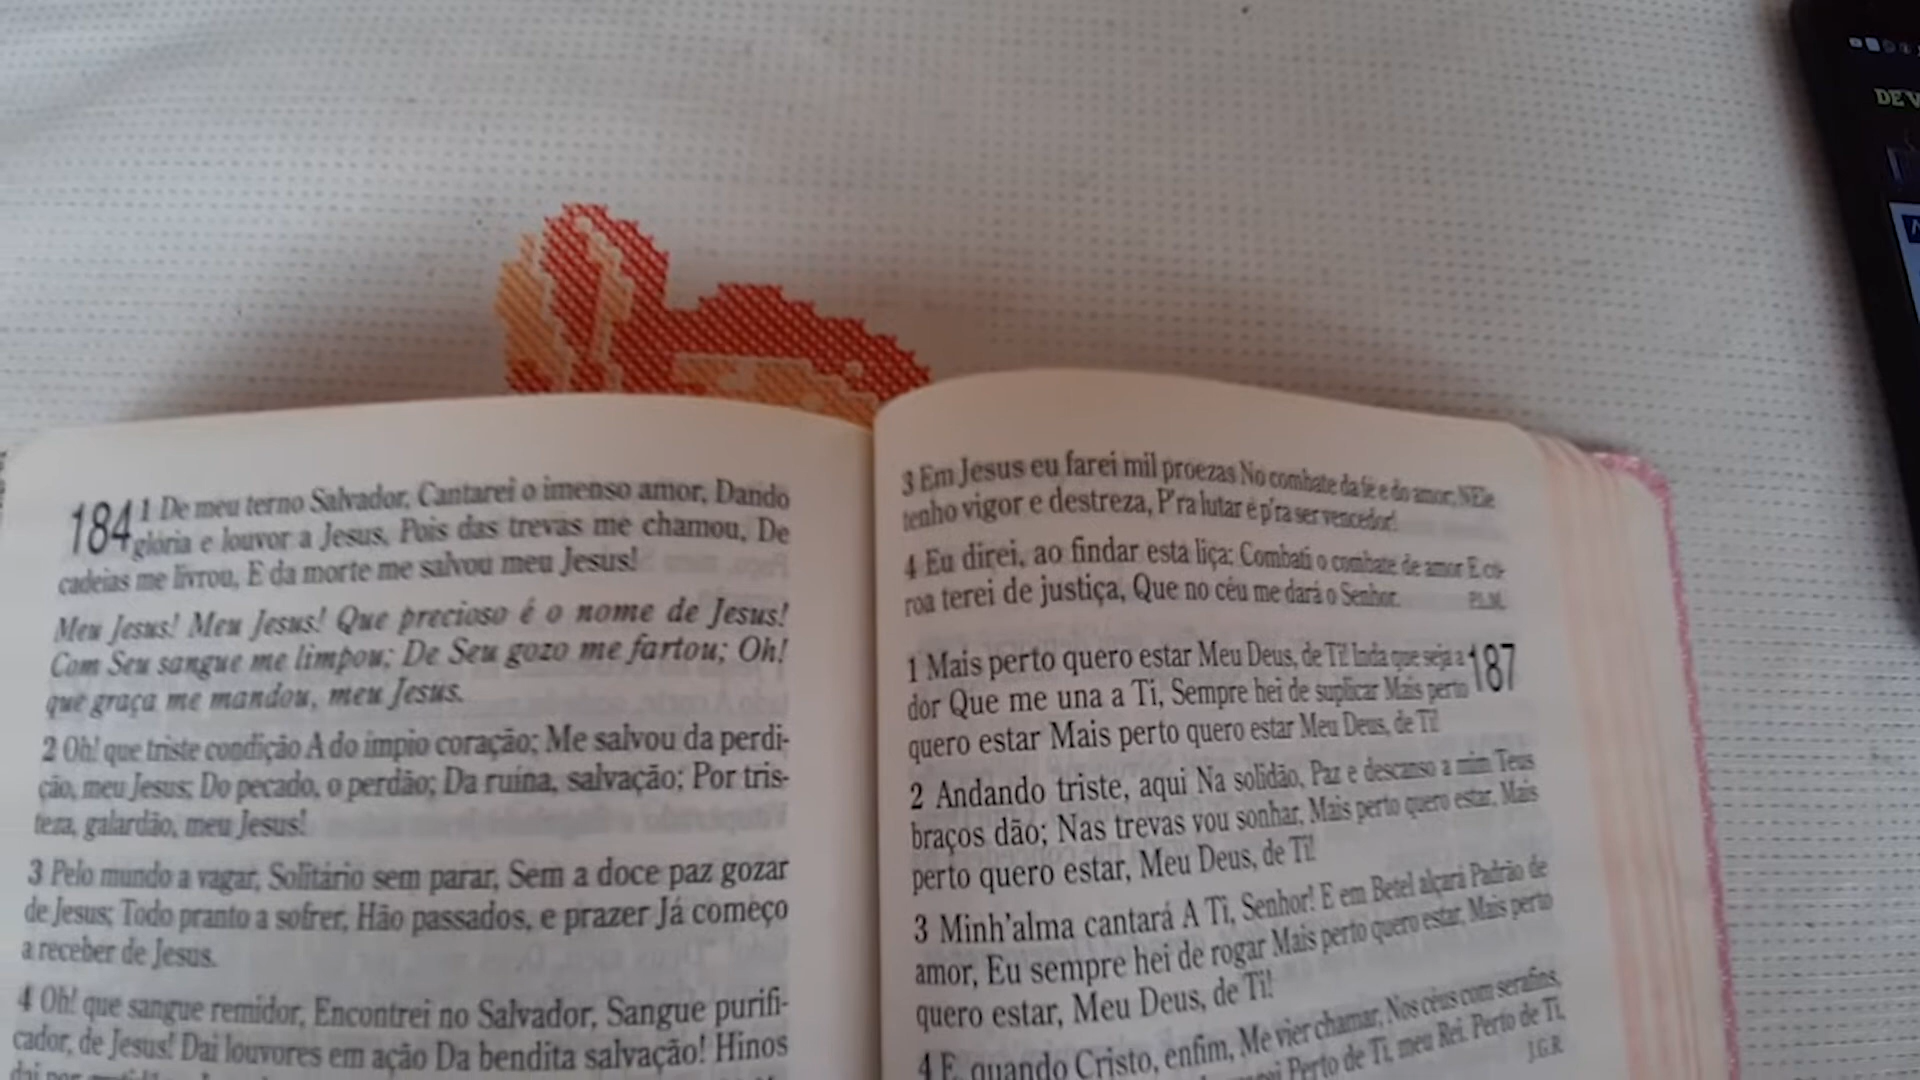 184 1 De meu terno Salvador, Cantarei o imenso amor, Dando
glória e louvor a Jesus, Pois das trevas me chamou, De
cadeias me livrou, E da morte me salvou meu Jesus!
Meu Jesus! Meu Jesus! Que precioso é o nome de Jesus!
Com Seu sangue me limpou; De Seu gozo me fartou; Oh!
que graça me mandou, meu Jesus.
2 Oh! que triste condição A do ímpio coração; Me salvou da perdi-
ção, meu Jesus; Do pecado, o perdão; Da ruína, salvação; Por tris-
teza, galardão, meu Jesus!
3 Pelo mundo a vagar, Solitário sem parar, Sem a doce paz gozar
de Jesus; Todo pranto a sofrer, Hão passados, e prazer Já começo
a receber de Jesus.
4 Oh! que sangue remidor, Encontrei no Salvador, Sangue purifi-
cador, de Jesus! Dai louvores em ação Da bendita salvação! Hinos
dai por
3 Em Jesus eu farei mil proezas No combate da fé e do amor; N'Ele
tenho vigor e destreza, P'ra lutar e p'ra ser vencedor!
4 Eu direi, ao findar esta liça: Combati o combate de amor E co-
roa terei de justiça, Que no céu me dará o Senhor. P.L.M.
1 Mais perto quero estar Meu Deus, de Ti! Inda que seja a 187
dor Que me una a Ti, Sempre hei de suplicar Mais perto
quero estar Mais perto quero estar Meu Deus, de Ti!
2 Andando triste, aqui Na solidão, Paz e descanso a mim Teus
braços dão; Nas trevas vou sonhar, Mais perto quero estar, Mais
perto quero estar, Meu Deus, de Ti!
3 Minh'alma cantará A Ti, Senhor! E em Betel alçará Padrão de
amor, Eu sempre hei de rogar Mais perto quero estar, Mais perto
quero estar, Meu Deus, de Ti!
4 E, quando Cristo, enfim, Me vier chamar, Nos céus com serafins,
Perto de Ti, meu Rei. Perto de Ti,
J.G.R.
DE V